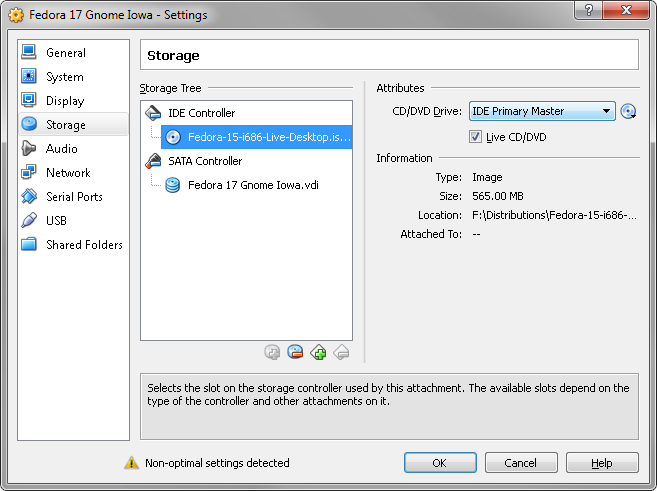 Fedora 17 Gnome Iowa - Settings
General
System
Display
Storage
Audio
Network
Serial Ports
USB
Shared Folders
Storage
Storage Tree
IDE Controller
Fedora-15-i686-Live-Desktop.is...
SATA Controller
Fedora 17 Gnome Iowa.vdi
Attributes
CD/DVD Drive: IDE Primary Master
Live CD/DVD
Information
Type: Image
Size: 565.00 MB
Location: F:\Distributions\Fedora-15-i686-...
Attached To: --
Selects the slot on the storage controller used by this attachment. The available slots depend on the
type of the controller and other attachments on it.
Non-optimal settings detected
OK Cancel Help